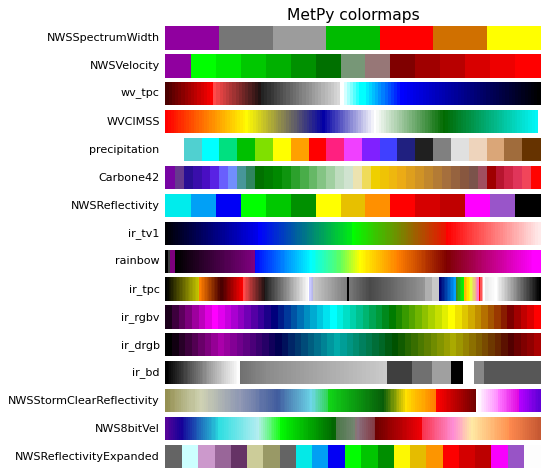 MetPy colormaps
NWSSpectrumWidth
NWSVelocity
wv_tpc
WVCIMSS
precipitation
Carbone42
NWSReflectivity
ir_tv1
rainbow
ir_tpc
ir_rgbv
ir_drgb
ir_bd
NWSStormClearReflectivity
NWS8bitVel
NWSReflectivityExpanded